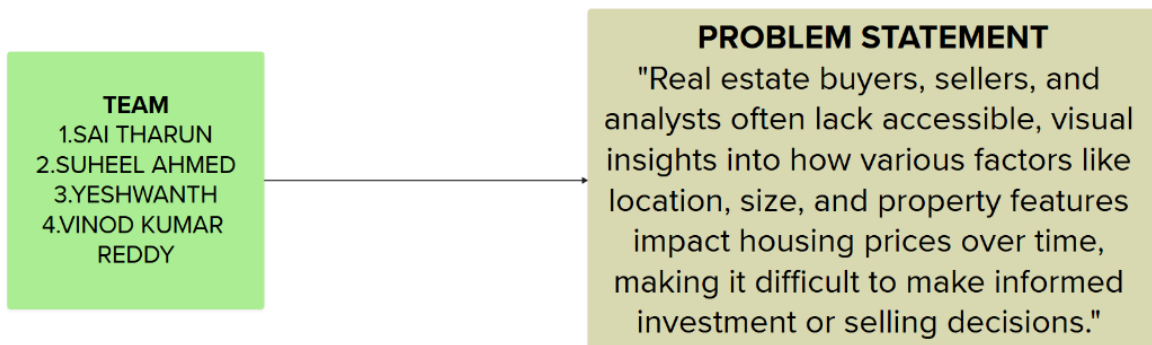 TEAM
1.SAI THARUN
2.SUHEEL AHMED
3.YESHWANTH
4.VINOD KUMAR
REDDY
PROBLEM STATEMENT
"Real estate buyers, sellers, and
analysts often lack accessible, visual
insights into how various factors like
location, size, and property features
impact housing prices over time,
making it difficult to make informed
investment or selling decisions."